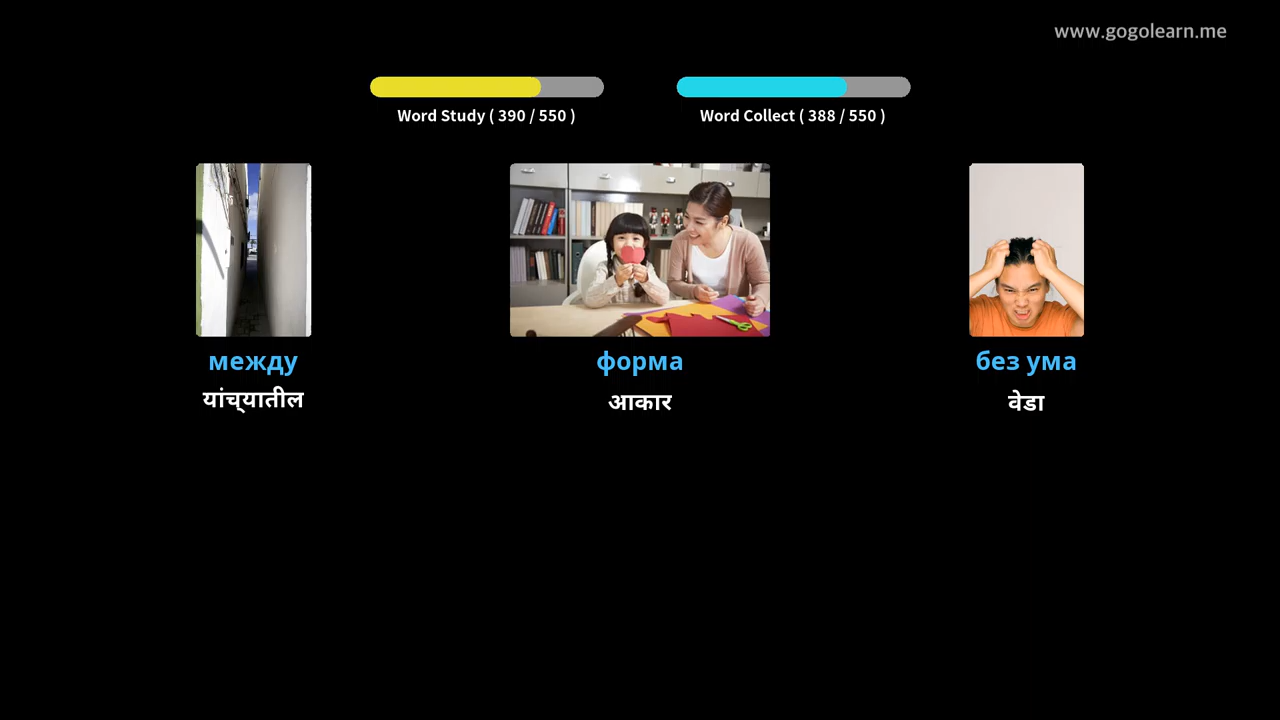 www.gogolearn.me
Word Study ( 390 / 550 )
Word Collect ( 388 / 550 )
между
форма
без ума
यांच्यातील
आकार
वेडा